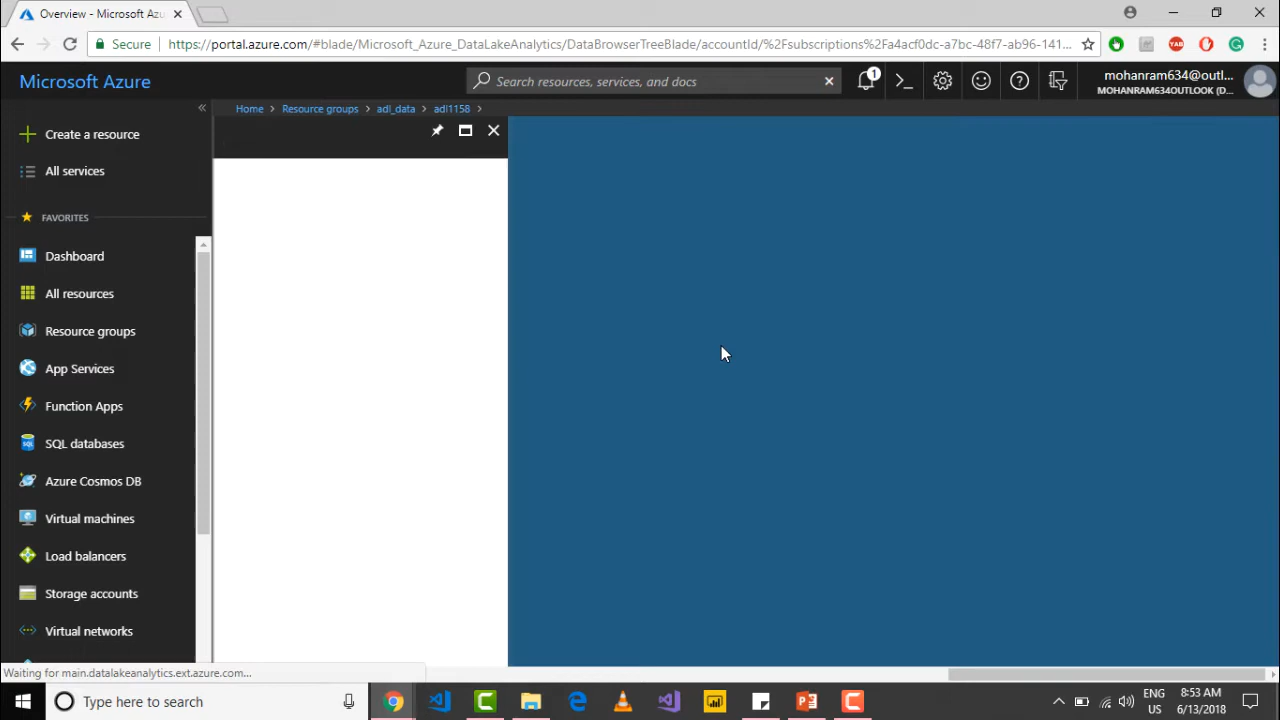 Overview - Microsoft Azu
Secure
https://portal.azure.com/#blade/Microsoft_Azure_DataLakeAnalytics/DataBrowserTreeBlade/accountId/%2Fsubscriptions%2Fa4acf0dc-a7bc-48f7-ab96-141...
YAB
Microsoft Azure
Search resources, services, and docs
1
mohanram634@outl...
MOHANRAM634OUTLOOK (D...
Home
Resource groups
adl_data
adl1158
Create a resource
All services
FAVORITES
Dashboard
All resources
Resource groups
App Services
Function Apps
SQL databases
SQL
Azure Cosmos DB
Virtual machines
Load balancers
Storage accounts
Virtual networks
Waiting for main.datalakeanalytics.ext.azure.com...
Type here to search
ENG
US
8:53 AM
6/13/2018